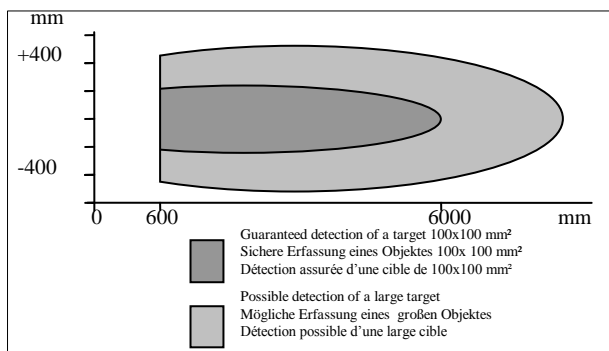 mm
+400
-400
0 600 6000 mm
Guaranteed detection of a target 100x100 mm²
Sichere Erfassung eines Objektes 100x 100 mm²
Détection assurée d’une cible de 100x100 mm²
Possible detection of a large target
Mögliche Erfassung eines großen Objektes
Détection possible d’une large cible